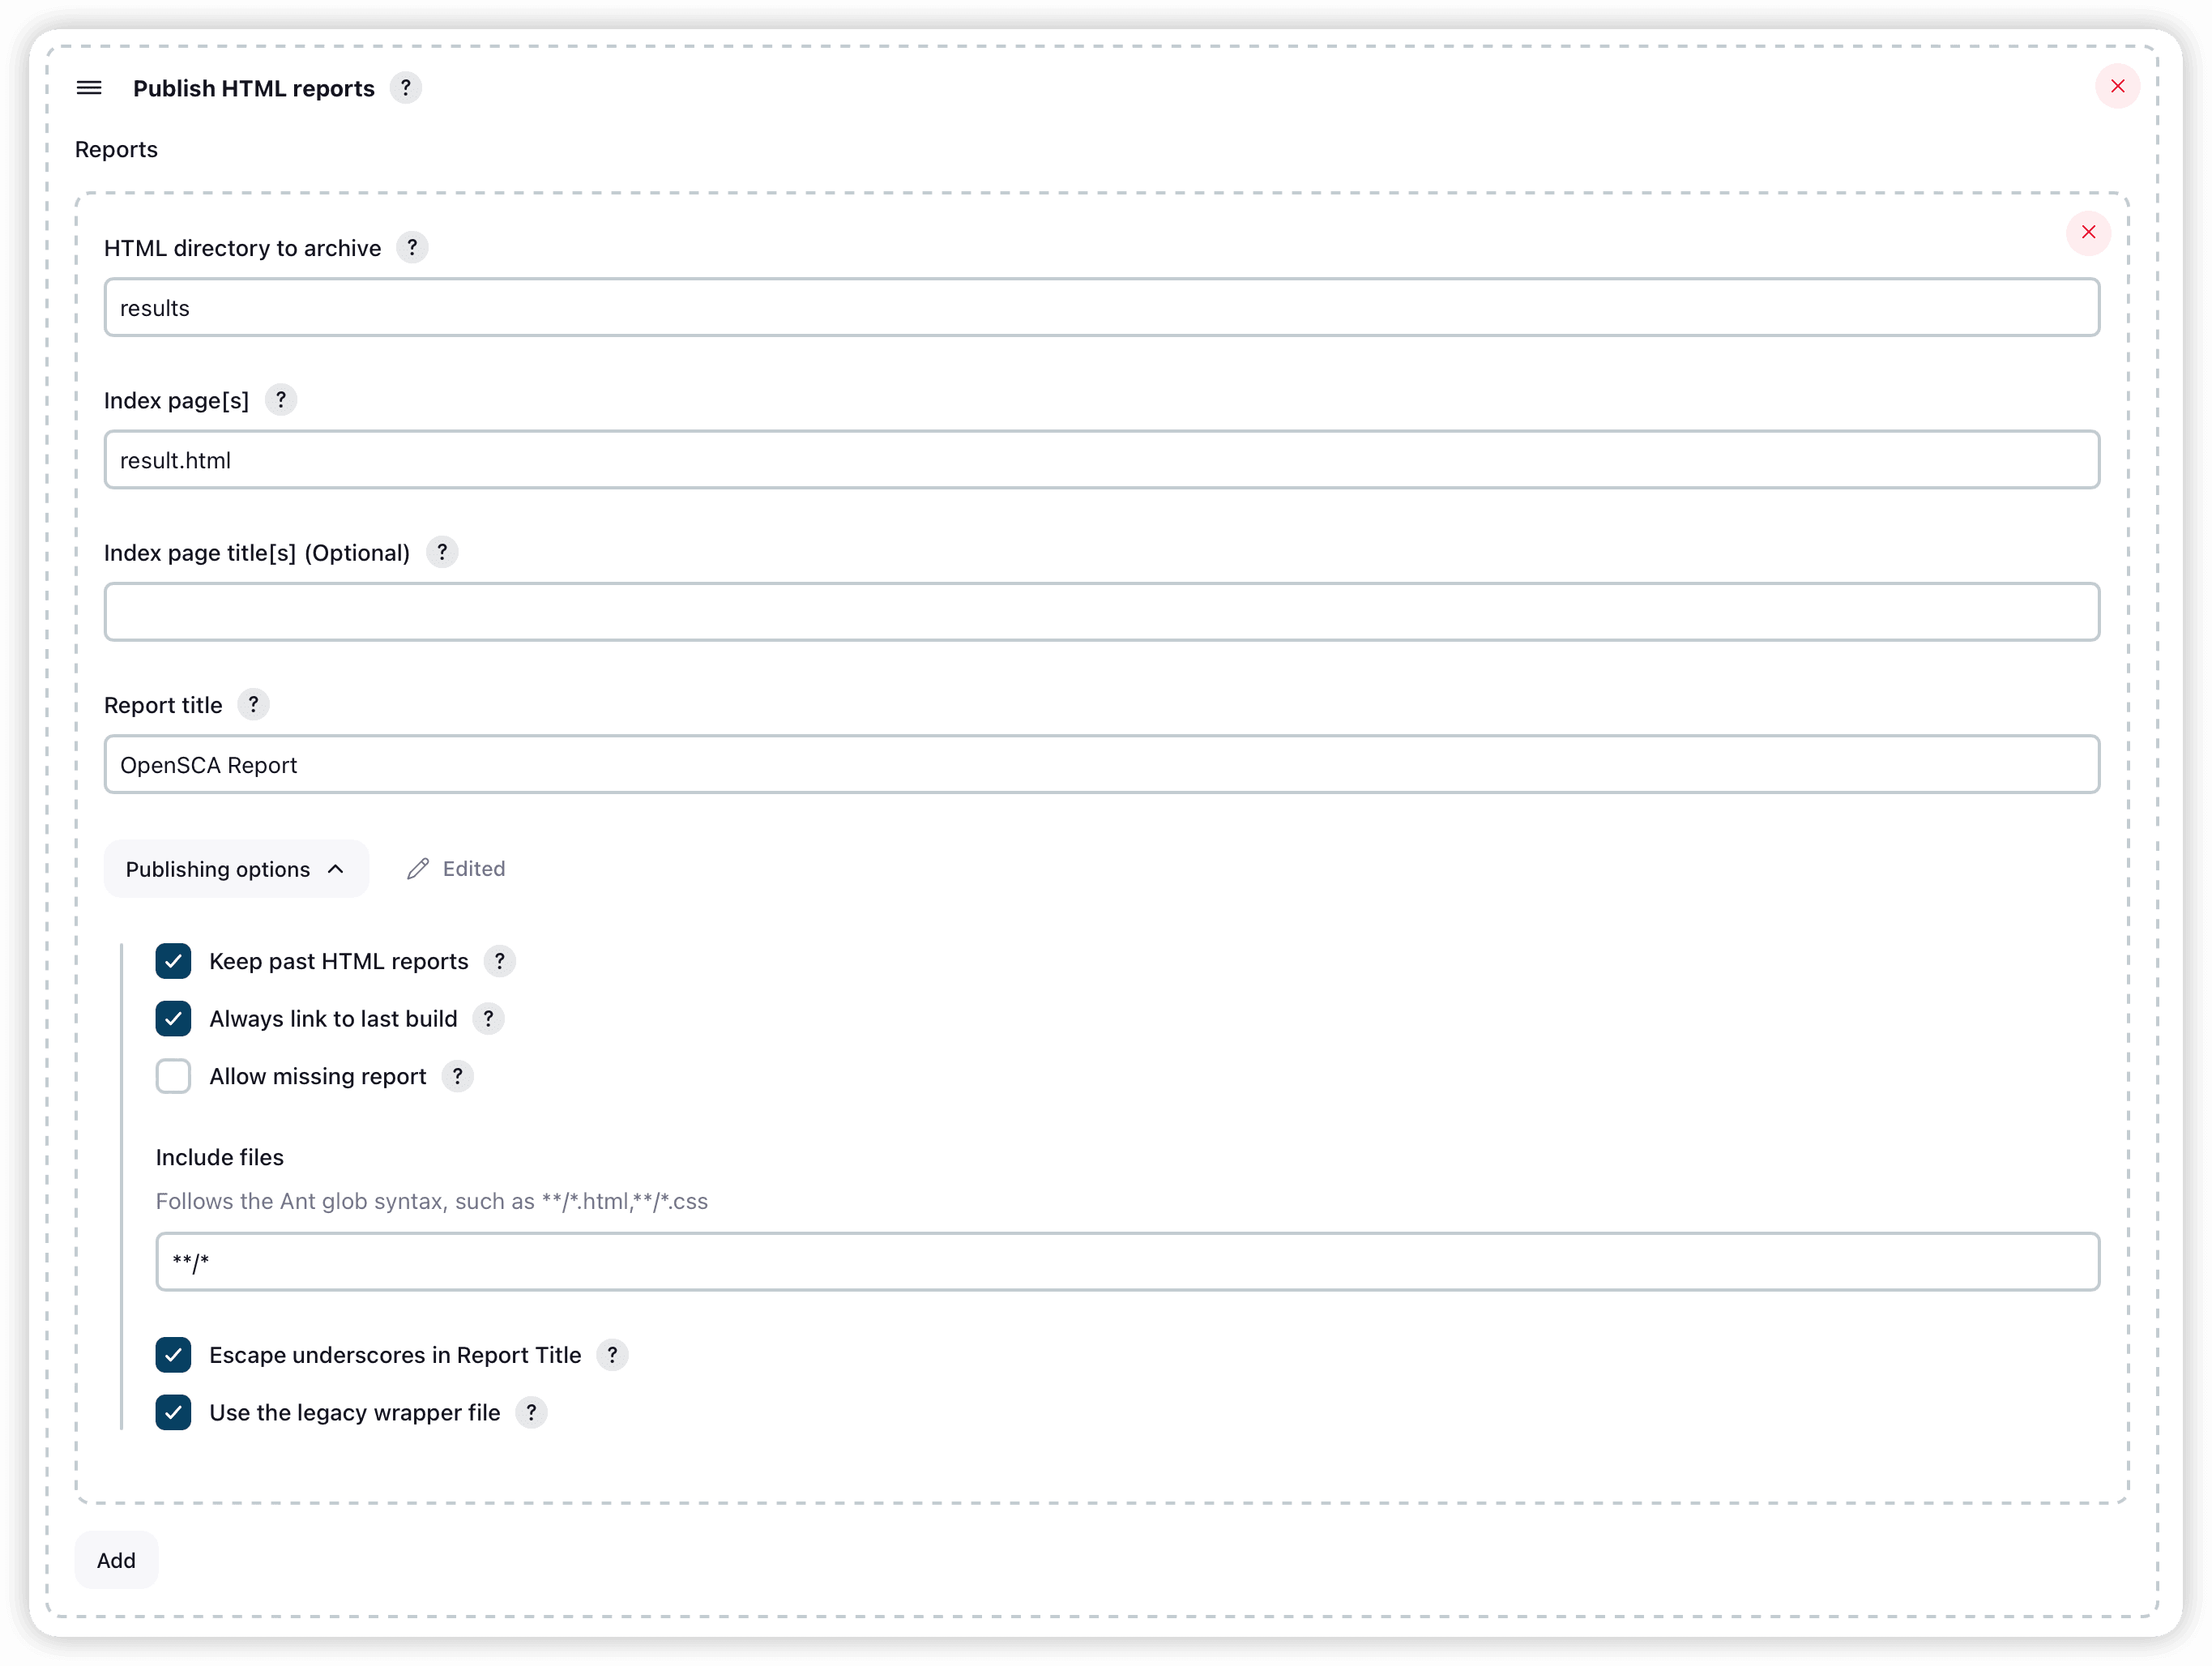 Publish HTML reports ?
Reports
HTML directory to archive ?
results
Index page[s] ?
result.html
Index page title[s] (Optional) ?
Report title ?
OpenSCA Report
Publishing options Edited
Keep past HTML reports ?
Always link to last build ?
Allow missing report ?
Include files
Follows the Ant glob syntax, such as **/*.html,**/*.css
**/*
Escape underscores in Report Title ?
Use the legacy wrapper file ?
Add